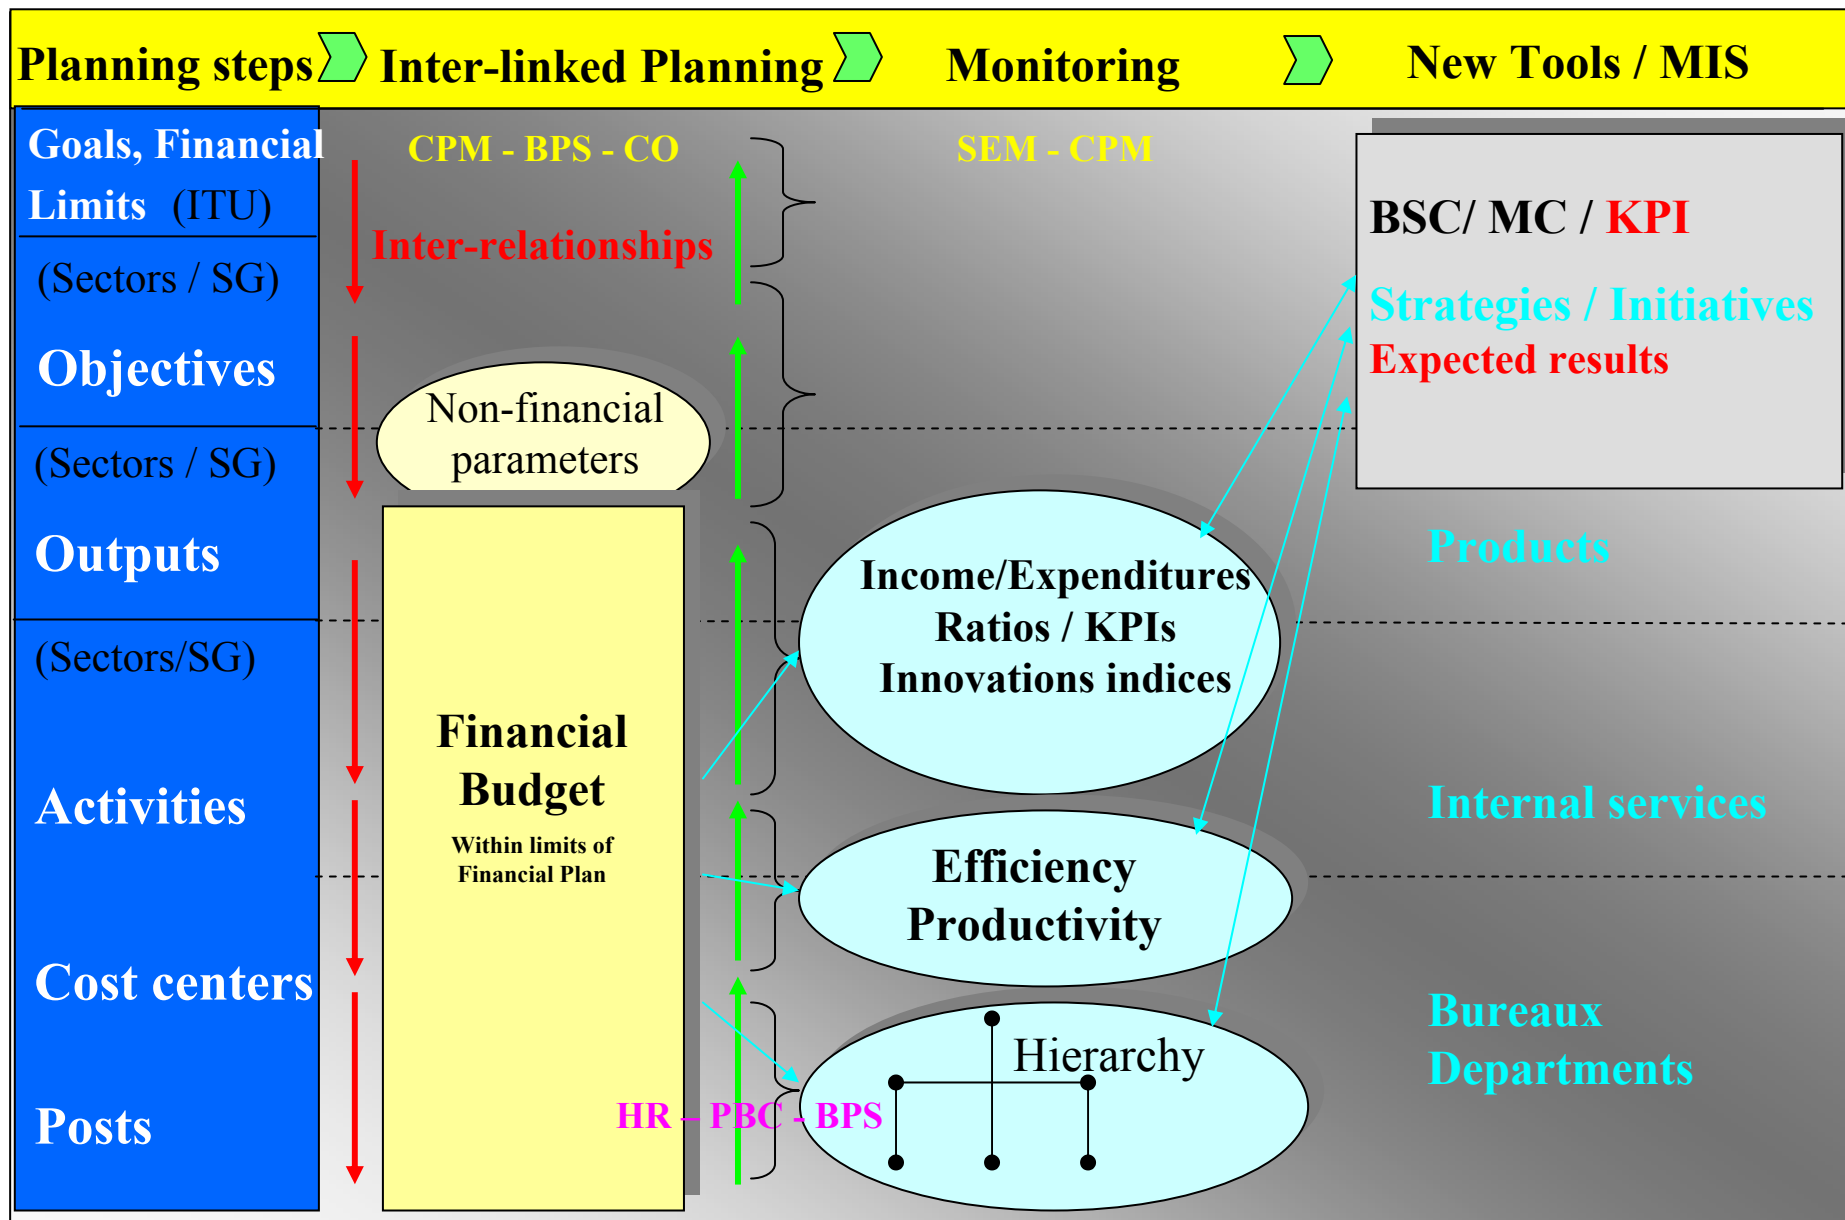 Planning steps
Inter-linked Planning
Monitoring
New Tools / MIS
Goals, Financial
Limits (ITU)
(Sectors / SG)
Objectives
(Sectors / SG)
Outputs
(Sectors/SG)
Activities
Cost centers
Posts
CPM - BPS - CO
Inter-relationships
Non-financial
parameters
Financial
Budget
Within limits of
Financial Plan
HR – PBC - BPS
SEM - CPM
Income/Expenditures
Ratios / KPIs
Innovations indices
Efficiency
Productivity
Hierarchy
BSC/ MC / KPI
Strategies / Initiatives
Expected results
Products
Internal services
Bureaux
Departments